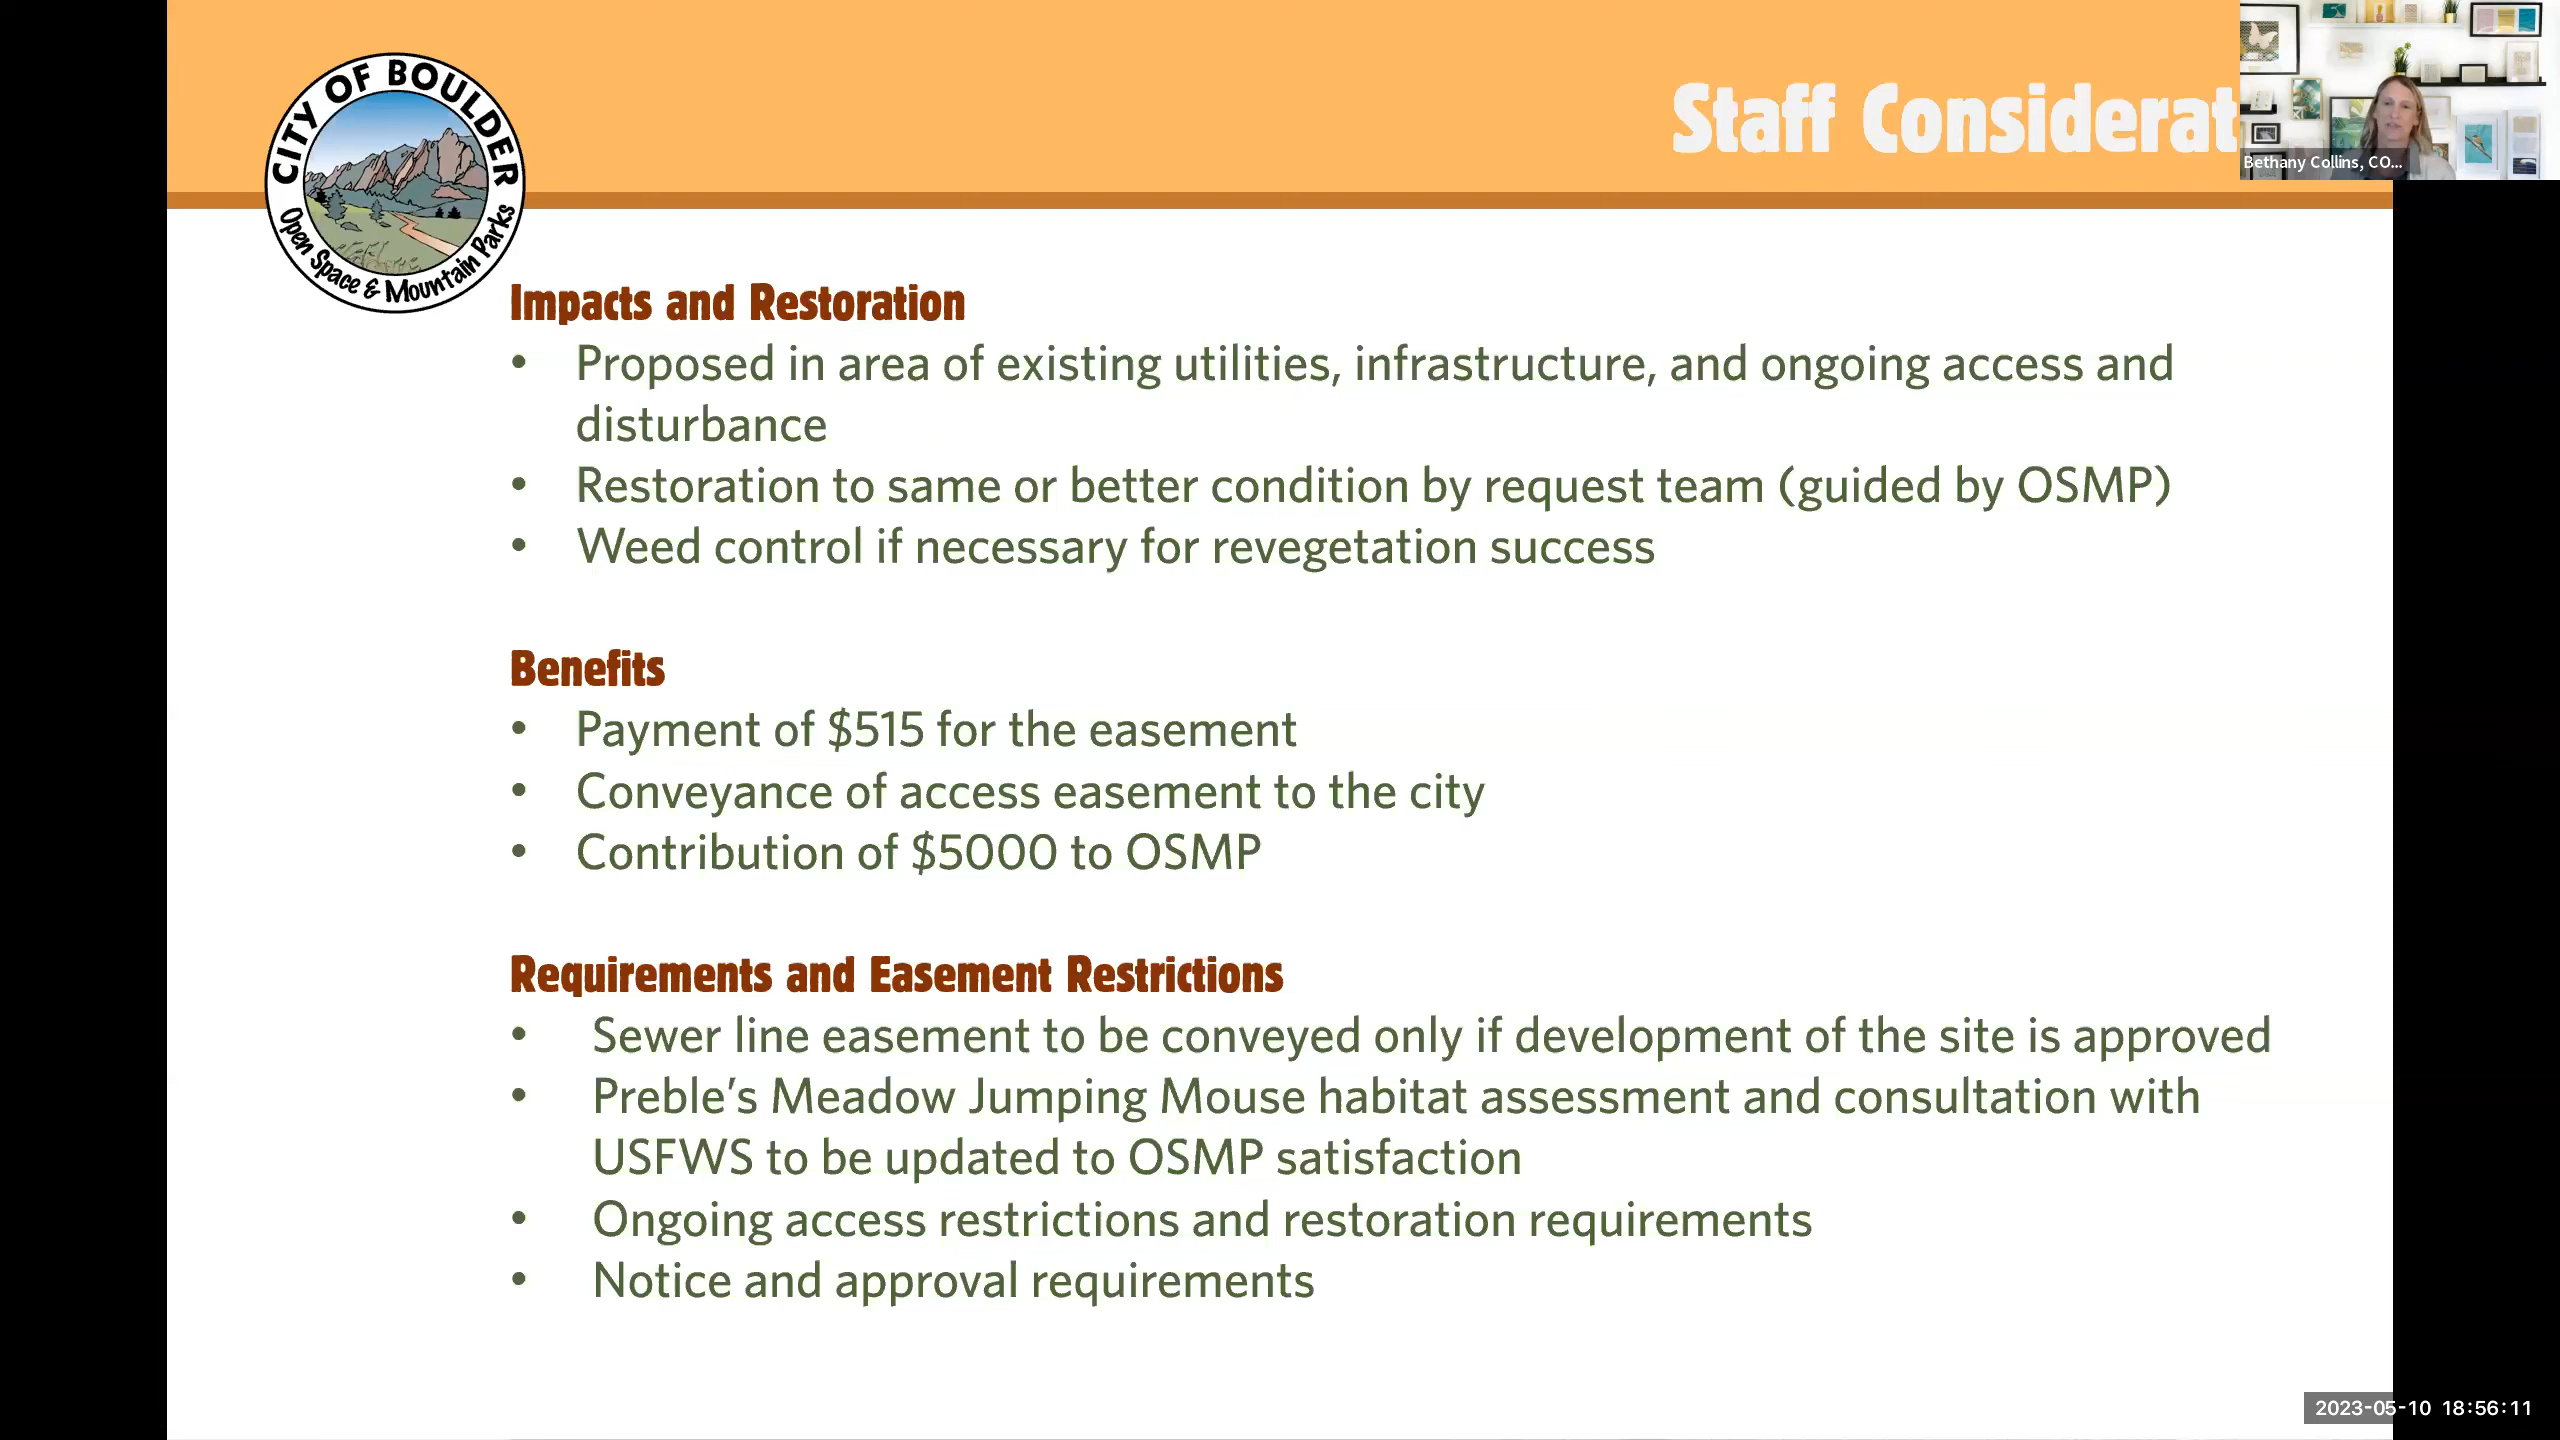 CITY OF BOULDER
Open Space & Mountain Parks
Staff Considerat
Bethany Collins, CO...
Impacts and Restoration
• Proposed in area of existing utilities, infrastructure, and ongoing access and
disturbance
• Restoration to same or better condition by request team (guided by OSMP)
• Weed control if necessary for revegetation success
Benefits
• Payment of $515 for the easement
• Conveyance of access easement to the city
• Contribution of $5000 to OSMP
Requirements and Easement Restrictions
• Sewer line easement to be conveyed only if development of the site is approved
• Preble’s Meadow Jumping Mouse habitat assessment and consultation with
USFWS to be updated to OSMP satisfaction
• Ongoing access restrictions and restoration requirements
• Notice and approval requirements
2023-05-10 18:56:11